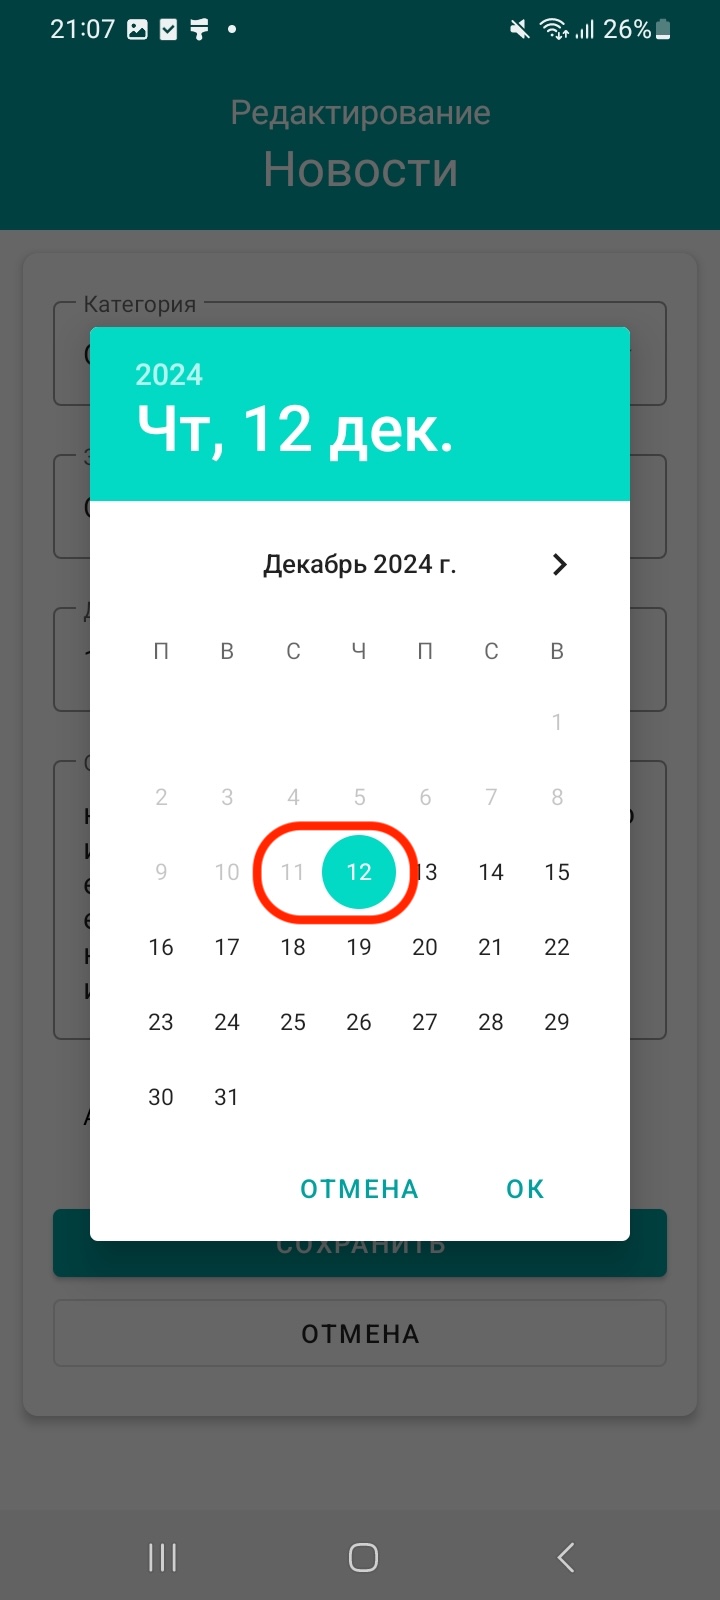 21:07 26%
Редактирование
Новости
Категория
2024
Чт, 12 дек.
Декабрь 2024 г.
П В С Ч П С В
1
2 3 4 5 6 7 8
9 10 11 12 13 14 15
16 17 18 19 20 21 22
23 24 25 26 27 28 29
30 31
ОТМЕНА ОК
СОХРАНИТЬ
ОТМЕНА